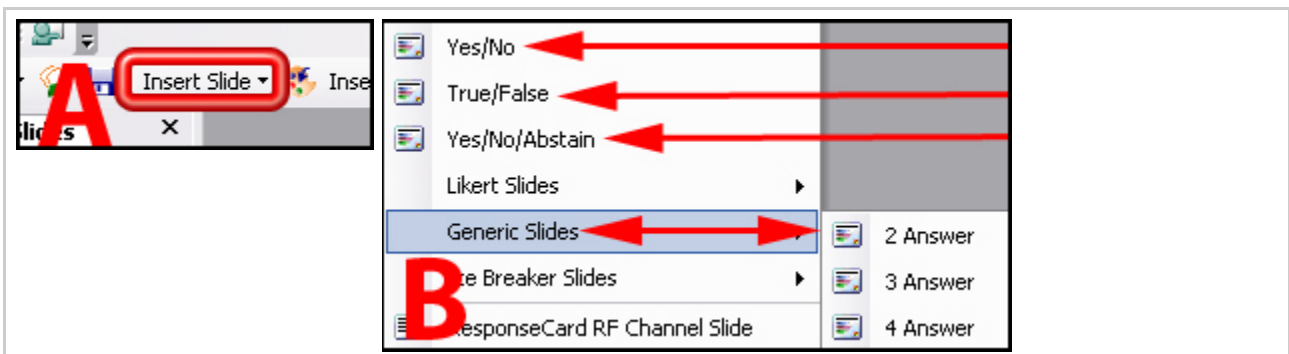 Insert Slide
Inse
A
lides
Yes/No
True/False
Yes/No/Abstain
Likert Slides
Generic Slides
2 Answer
Breaker Slides
3 Answer
B
ResponseCard RF Channel Slide
4 Answer